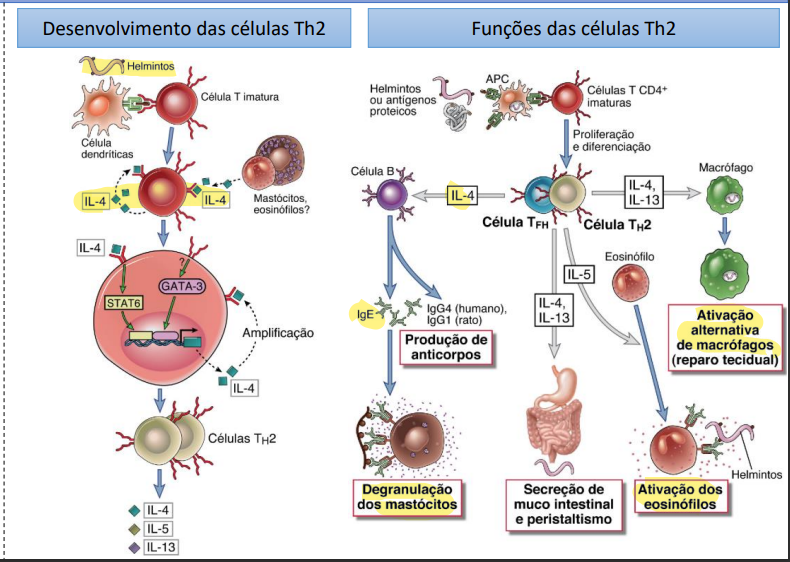 Desenvolvimento das células Th2
Helmintos
Célula T imatura
Célula
dendríticas
IL-4
IL-4
Mastócitos,
eosinófilos?
IL-4
?
GATA-3
STAT6
Amplificação
IL-4
Células TH2
IL-4
IL-5
IL-13
Funções das células Th2
Helmintos
ou antígenos
proteicos
APC
Células T CD4+
imaturas
Proliferação
e diferenciação
Célula B
IL-4
IL-4,
IL-13
Macrófago
Célula TFH
Célula TH2
IL-5
Eosinófilo
IgE
IgG4 (humano),
IgG1 (rato)
IL-4,
IL-13
Produção de
anticorpos
Ativação
alternativa
de macrófagos
(reparo tecidual)
Helmintos
Degranulação
dos mastócitos
Secreção de
muco intestinal
e peristaltismo
Ativação dos
eosinófilos